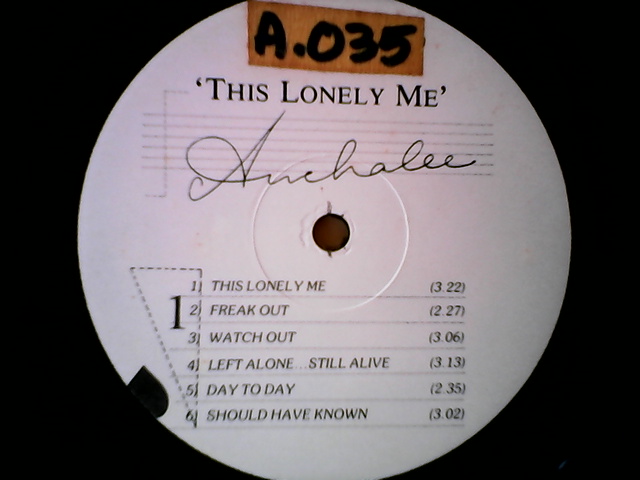 A.035
'THIS LONELY ME'
Anchalee
1
1) THIS LONELY ME (3.22)
2) FREAK OUT (2.27)
3) WATCH OUT (3.06)
4) LEFT ALONE...STILL ALIVE (3.13)
5) DAY TO DAY (2.35)
6) SHOULD HAVE KNOWN (3.02)